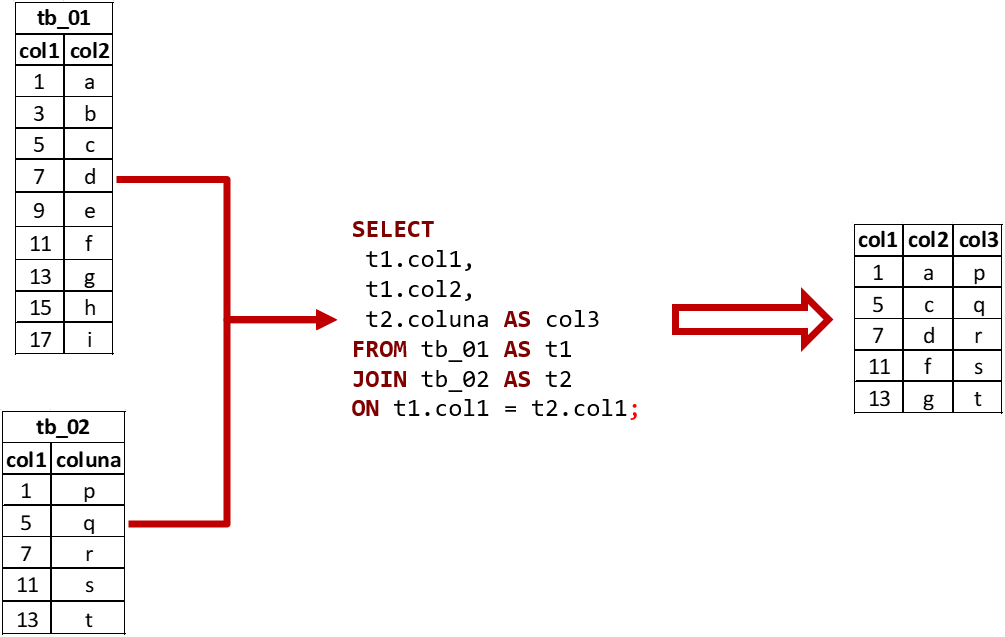 tb_01
col1 col2
1 a
3 b
5 c
7 d
9 e
11 f
13 g
15 h
17 i
tb_02
col1 coluna
1 p
5 q
7 r
11 s
13 t
SELECT
t1.col1,
t1.col2,
t2.coluna AS col3
FROM tb_01 AS t1
JOIN tb_02 AS t2
ON t1.col1 = t2.col1;
col1 col2 col3
1 a p
5 c q
7 d r
11 f s
13 g t